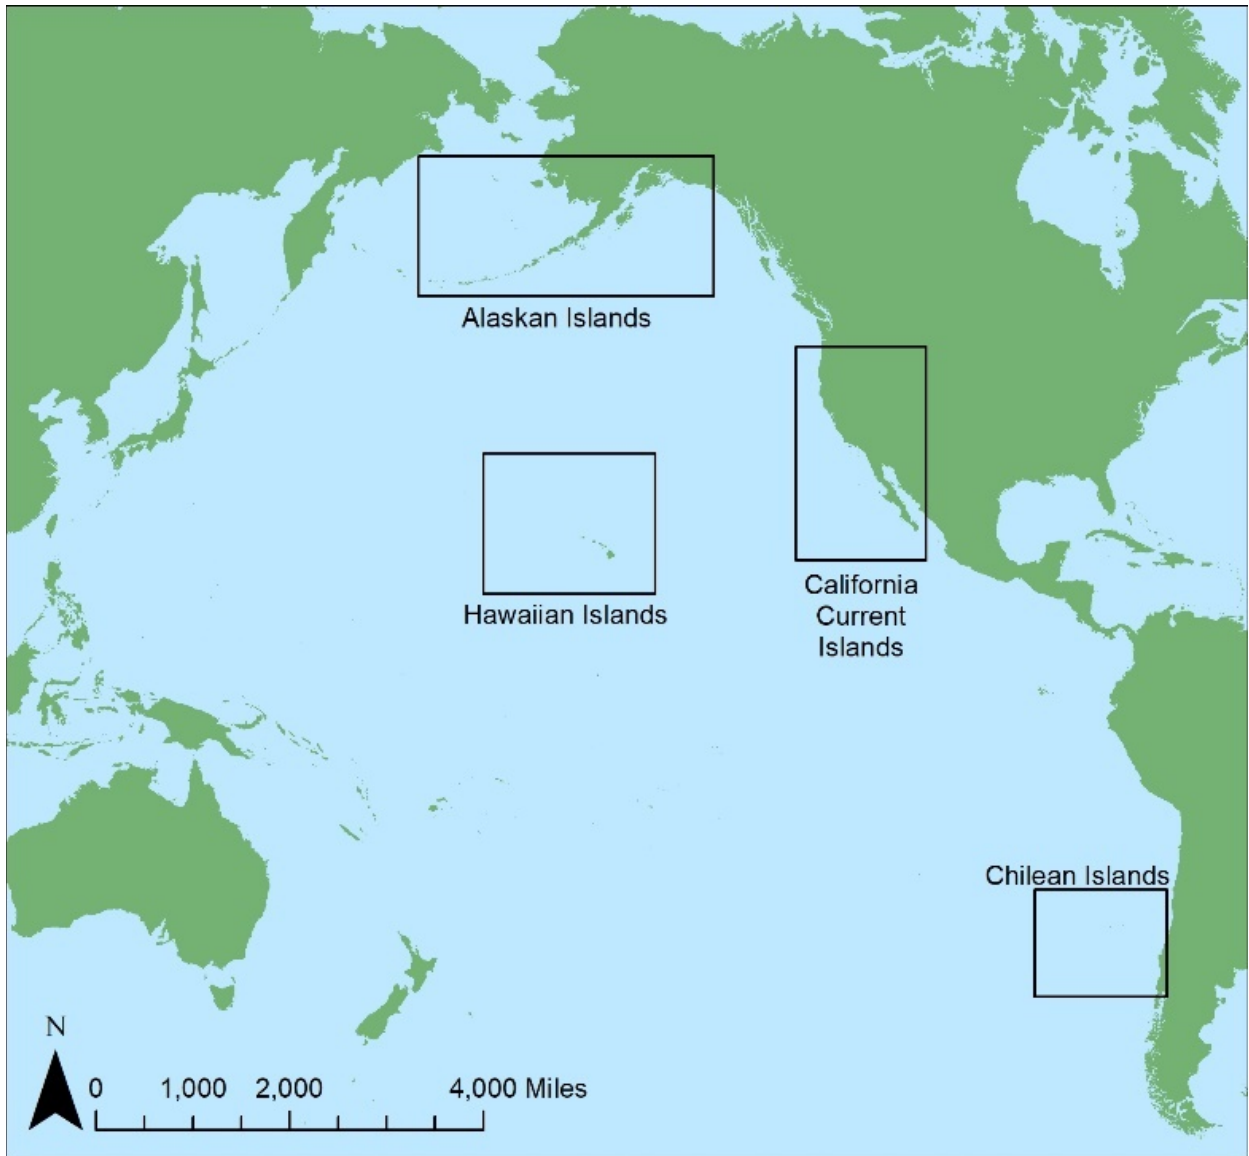 Alaskan Islands
Hawaiian Islands
California
Current
Islands
Chilean Islands
N
0 1,000 2,000 4,000 Miles